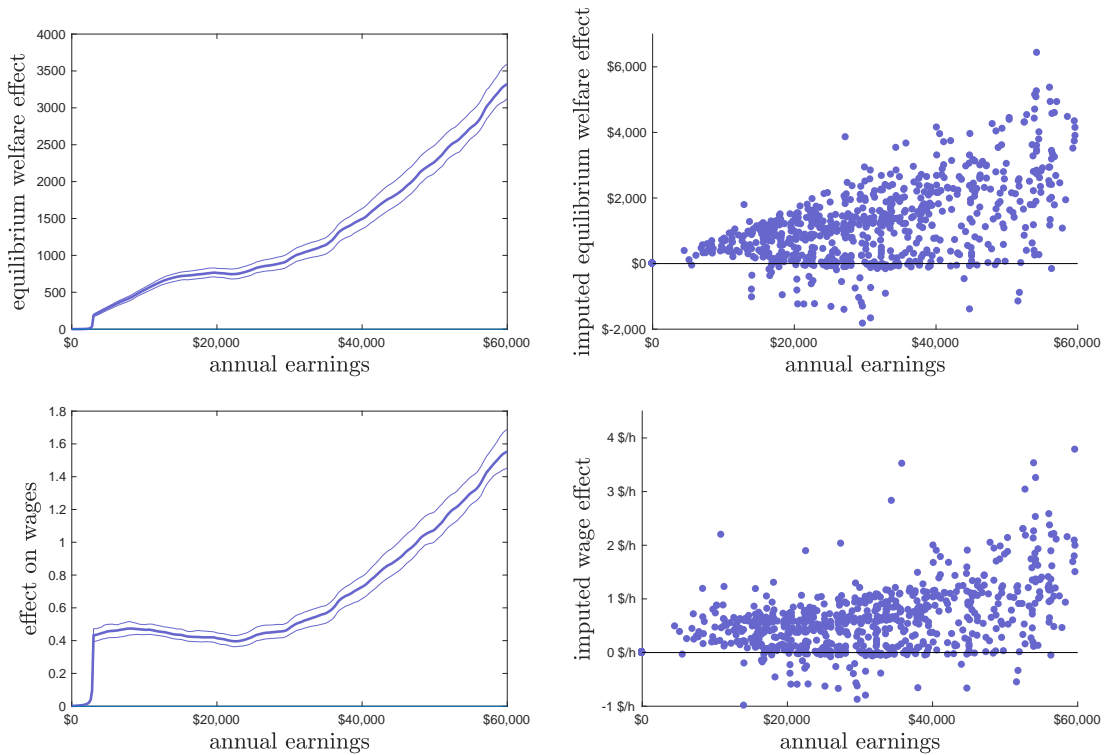 equilibrium welfare effect
4000
3500
3000
2500
2000
1500
1000
500
0
$0
$20,000
$40,000
$60,000
annual earnings
imputed equilibrium welfare effect
$6,000
$4,000
$2,000
$0
$-2,000
$0
$20,000
$40,000
$60,000
annual earnings
effect on wages
1.8
1.6
1.4
1.2
1
0.8
0.6
0.4
0.2
0
$0
$20,000
$40,000
$60,000
annual earnings
imputed wage effect
4 $/h
3 $/h
2 $/h
1 $/h
0 $/h
-1 $/h
$0
$20,000
$40,000
$60,000
annual earnings